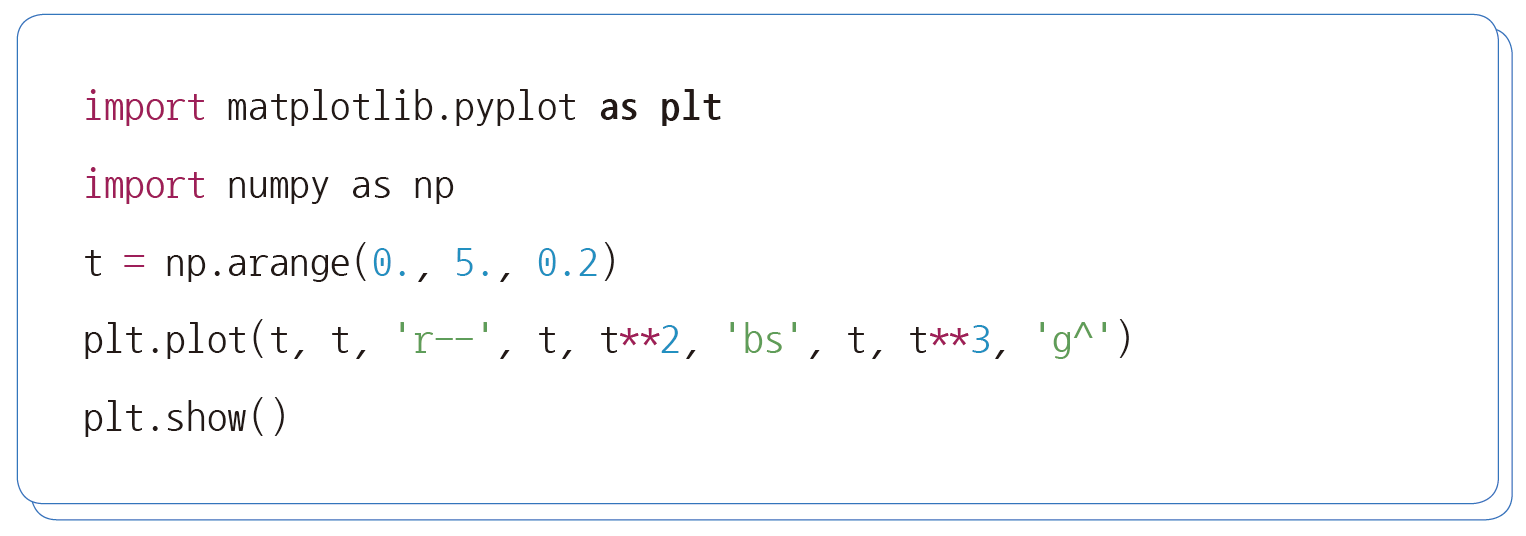 import matplotlib.pyplot as plt
import numpy as np
t = np.arange(0., 5., 0.2)
plt.plot(t, t, 'r--', t, t**2, 'bs', t, t**3, 'g^')
plt.show()